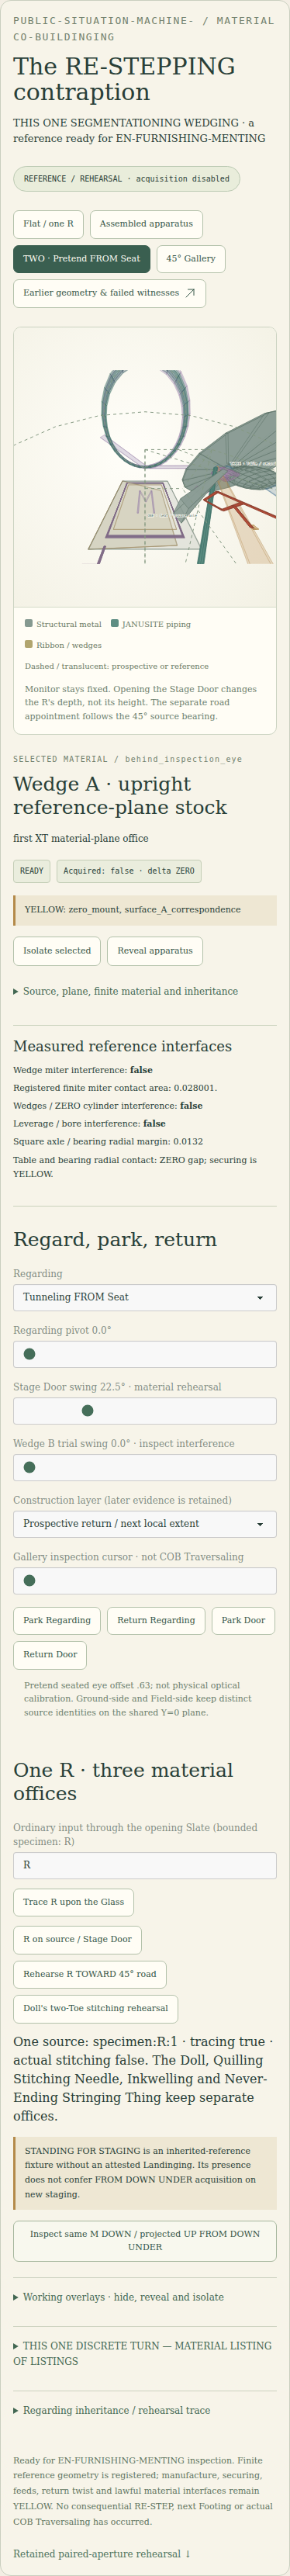 PUBLIC-SITUATION-MACHINE- / MATERIAL
CO-BUILDINGING
The RE-STEPPING
contraption
THIS ONE SEGMENTATIONING WEDGING · a
reference ready for EN-FURNISHING-MENTING
REFERENCE / REHEARSAL · acquisition disabled
Flat / one R
Assembled apparatus
TWO · Pretend FROM Seat
45° Gallery
Earlier geometry & failed witnesses
M
Structural metal
JANUSITE piping
Ribbon / wedges
Dashed / translucent: prospective or reference
Monitor stays fixed. Opening the Stage Door changes
the R's depth, not its height. The separate road
appointment follows the 45° source bearing.
SELECTED MATERIAL / behind_inspection_eye
Wedge A · upright
reference-plane stock
first XT material-plane office
READY
Acquired: false · delta ZERO
YELLOW: zero_mount, surface_A_correspondence
Isolate selected
Reveal apparatus
Source, plane, finite material and inheritance
Measured reference interfaces
Wedge miter interference: false
Registered finite miter contact area: 0.028001.
Wedges / ZERO cylinder interference: false
Leverage / bore interference: false
Square axle / bearing radial margin: 0.0132
Table and bearing radial contact: ZERO gap; securing is
YELLOW.
Regard, park, return
Regarding
Tunneling FROM Seat
Regarding pivot 0.0°
Stage Door swing 22.5° · material rehearsal
Wedge B trial swing 0.0° · inspect interference
Construction layer (later evidence is retained)
Prospective return / next local extent
Gallery inspection cursor · not COB Traversaling
Park Regarding
Return Regarding
Park Door
Return Door
Pretend seated eye offset .63; not physical optical
calibration. Ground-side and Field-side keep distinct
source identities on the shared Y=0 plane.
One R · three material
offices
Ordinary input through the opening Slate (bounded
specimen: R)
R
Trace R upon the Glass
R on source / Stage Door
Rehearse R TOWARD 45° road
Doll's two-Toe stitching rehearsal
One source: specimen:R:1 · tracing true ·
actual stitching false. The Doll, Quilling
Stitching Needle, Inkwelling and Never-
Ending Stringing Thing keep separate
offices.
STANDING FOR STAGING is an inherited-reference
fixture without an attested Landinging. Its presence
does not confer FROM DOWN UNDER acquisition on
new staging.
Inspect same M DOWN / projected UP FROM DOWN
UNDER
Working overlays · hide, reveal and isolate
THIS ONE DISCRETE TURN — MATERIAL LISTING
OF LISTINGS
Regarding inheritance / rehearsal trace
Ready for EN-FURNISHING-MENTING inspection. Finite
reference geometry is registered; manufacture, securing,
feeds, return twist and lawful material interfaces remain
YELLOW. No consequential RE-STEP, next Footing or actual
COB Traversaling has occurred.
Retained paired-aperture rehearsal ↓